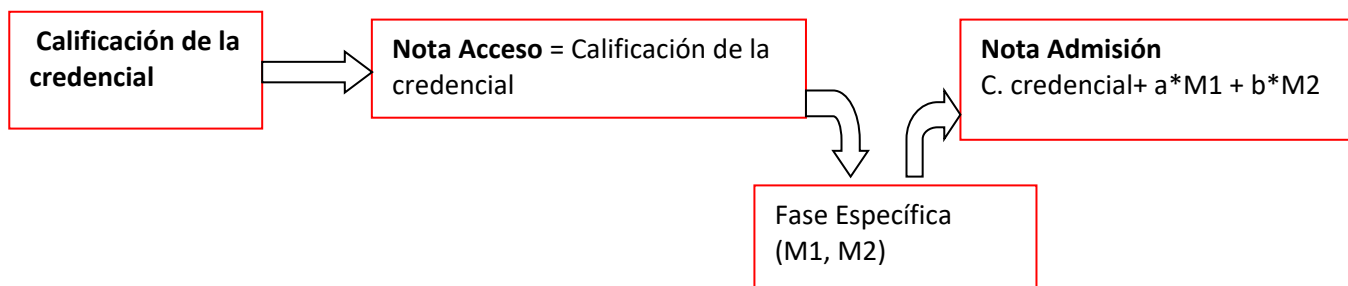 Calificación de la
credencial
Nota Acceso = Calificación de la
credencial
Nota Admisión
C. credencial+ a*M1 + b*M2
Fase Específica
(M1, M2)